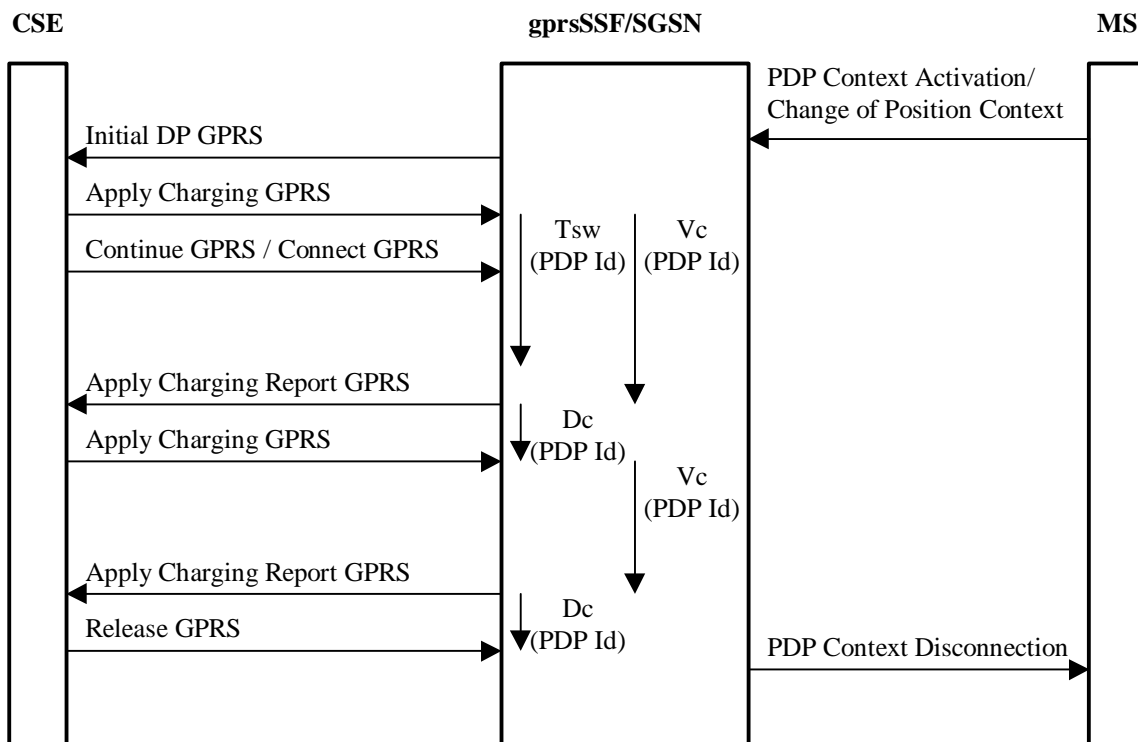 CSE
gprsSSF/SGSN
MS
PDP Context Activation/
Change of Position Context
Initial DP GPRS
Apply Charging GPRS
Tsw
(PDP Id)
Vc
(PDP Id)
Continue GPRS / Connect GPRS
Apply Charging Report GPRS
Dc
(PDP Id)
Apply Charging GPRS
Vc
(PDP Id)
Apply Charging Report GPRS
Dc
(PDP Id)
Release GPRS
PDP Context Disconnection